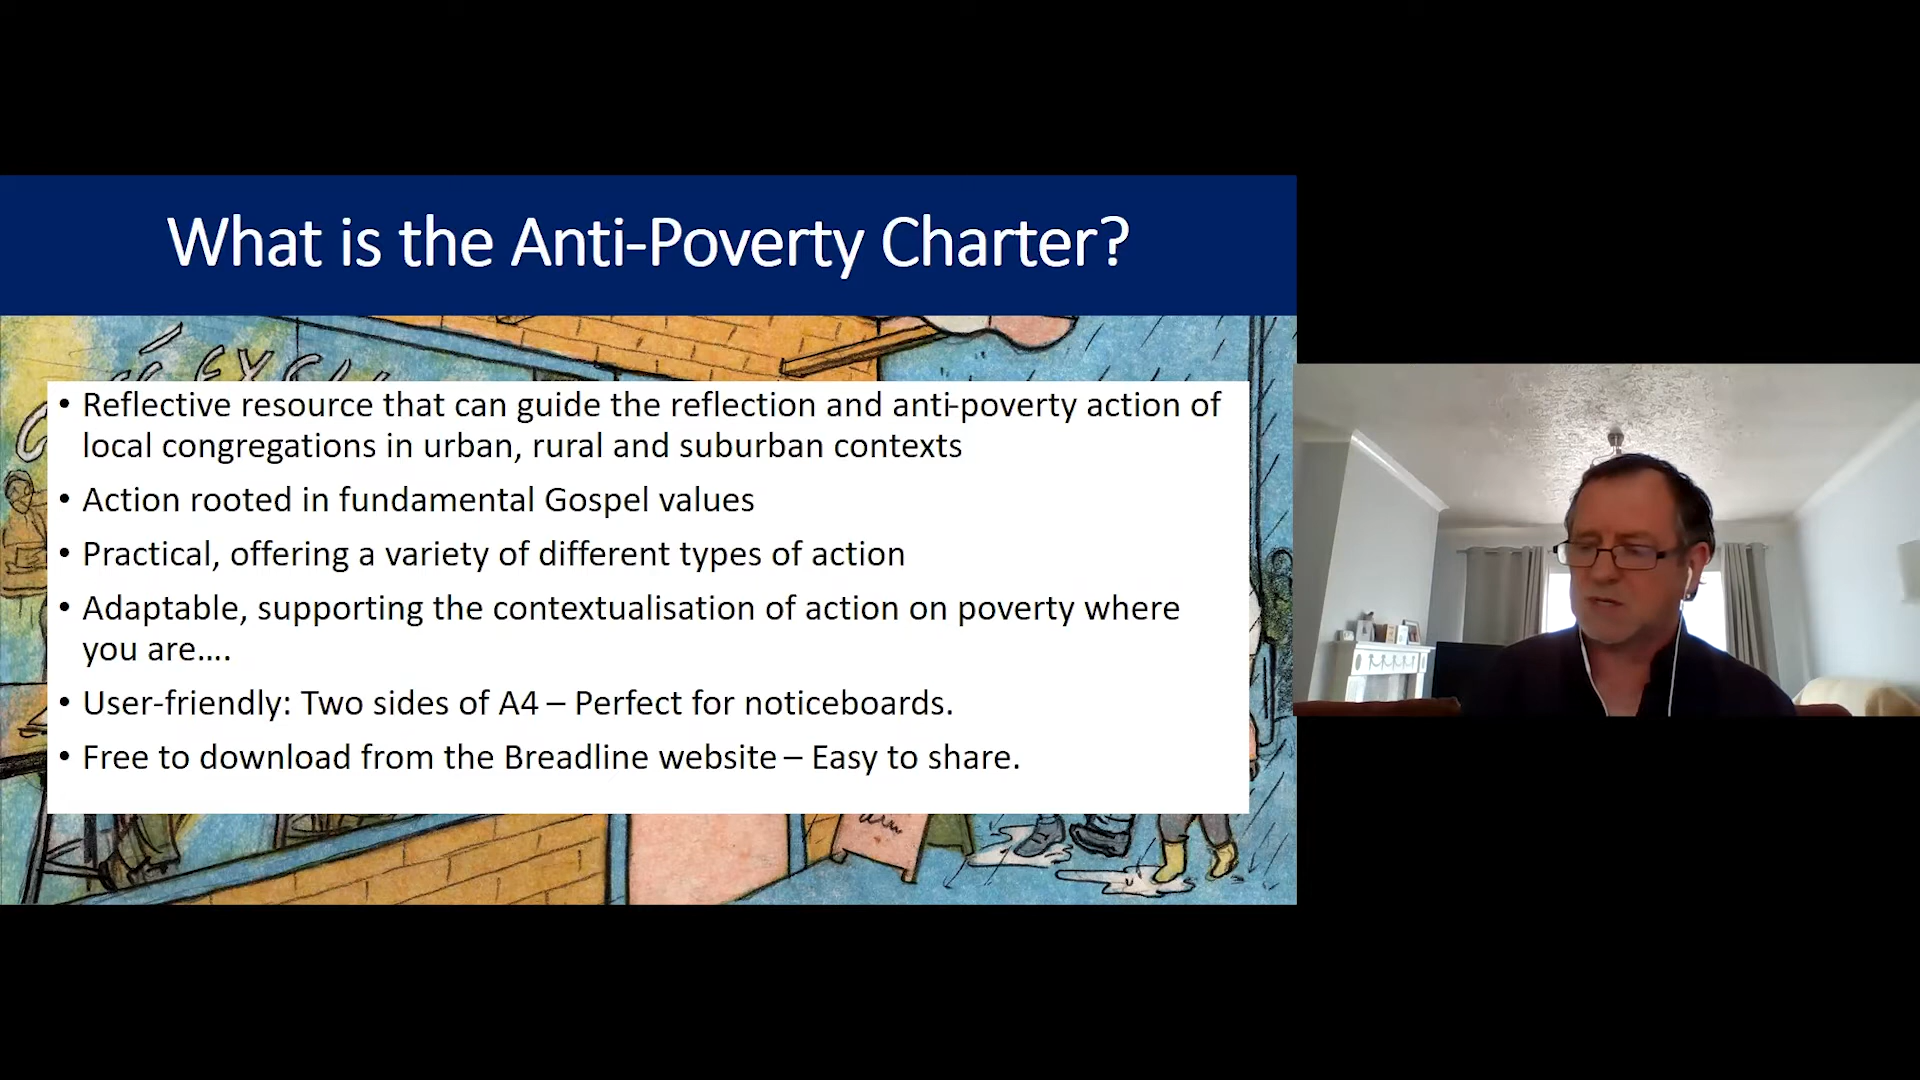 What is the Anti-Poverty Charter?
• Reflective resource that can guide the reflection and anti-poverty action of
local congregations in urban, rural and suburban contexts
• Action rooted in fundamental Gospel values
• Practical, offering a variety of different types of action
• Adaptable, supporting the contextualisation of action on poverty where
you are....
• User-friendly: Two sides of A4 – Perfect for noticeboards.
• Free to download from the Breadline website – Easy to share.